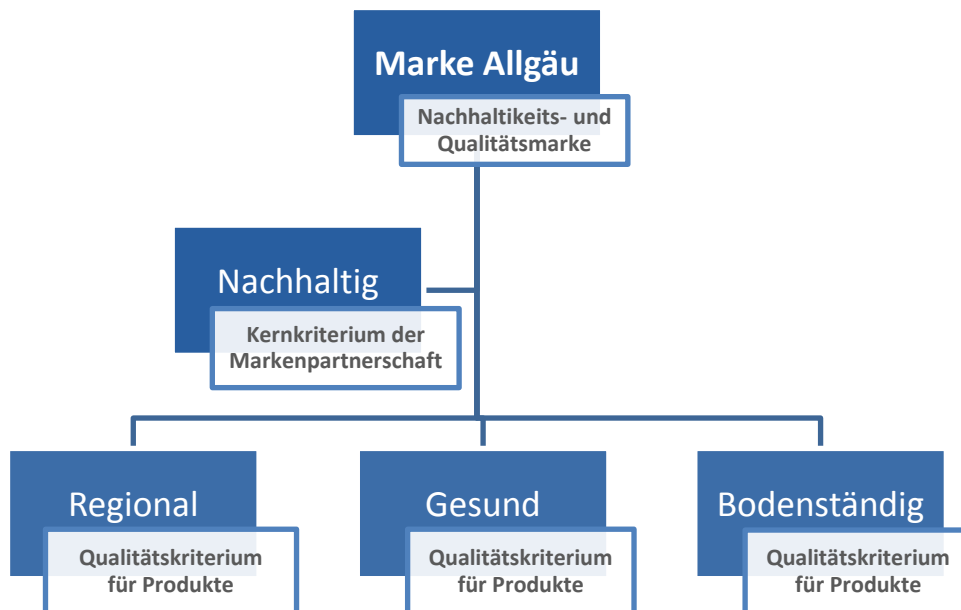 Marke Allgäu
Nachhaltikeits- und
Qualitätsmarke
Nachhaltig
Kernkriterium der
Markenpartnerschaft
Regional
Qualitätskriterium
für Produkte
Gesund
Qualitätskriterium
für Produkte
Bodenständig
Qualitätskriterium
für Produkte